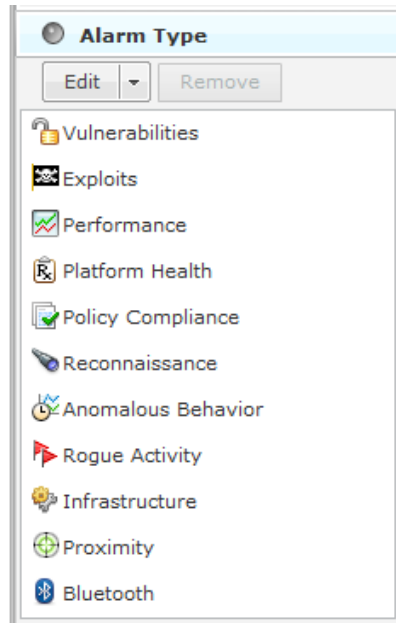 Alarm Type
Edit Remove
Vulnerabilities
Exploits
Performance
Platform Health
Policy Compliance
Reconnaissance
Anomalous Behavior
Rogue Activity
Infrastructure
Proximity
Bluetooth